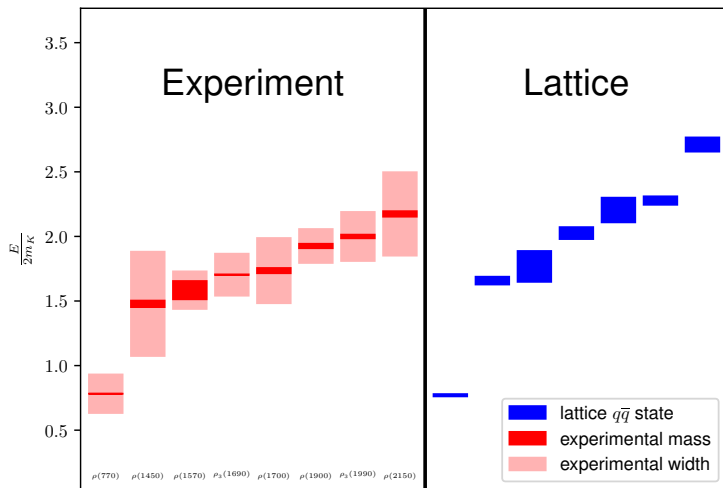 Experiment
Lattice
3.5
3.0
2.5
2.0
1.5
1.0
0.5
E
2m_K
ρ(770) ρ(1450) ρ(1570) ρ₃(1690) ρ(1700) ρ(1900) ρ₃(1990) ρ(2150)
lattice qq̅ state
experimental mass
experimental width